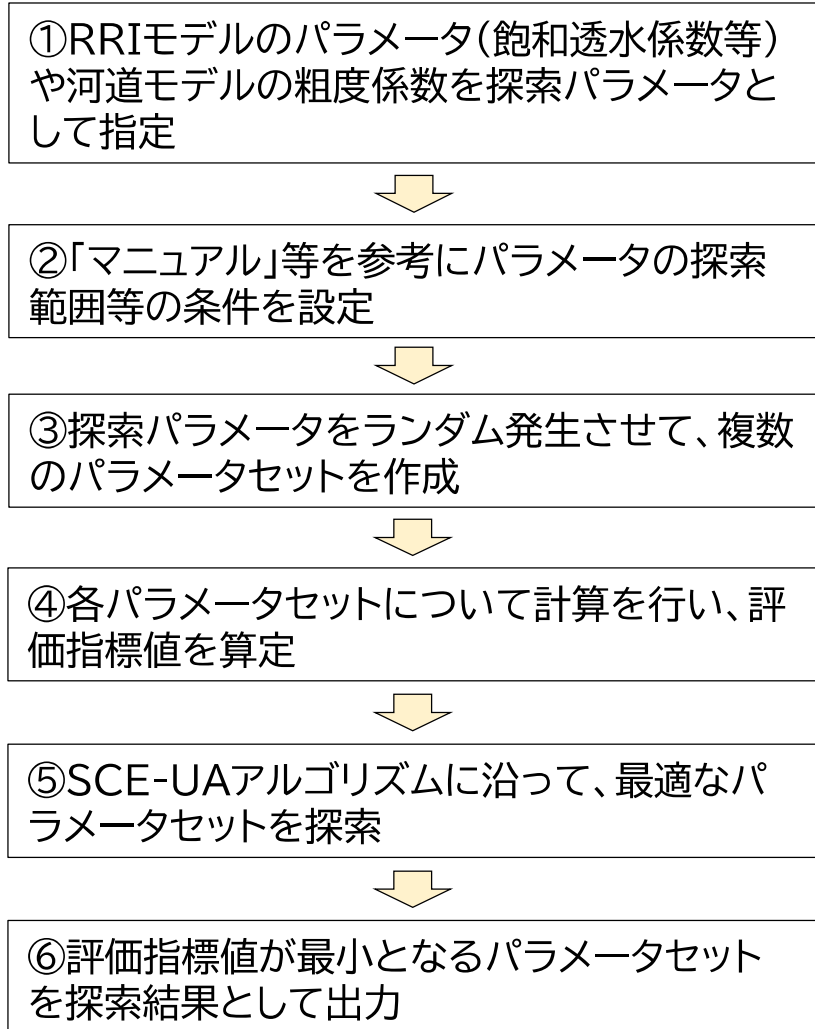 ①RRIモデルのパラメータ(飽和透水係数等)
や河道モデルの粗度係数を探索パラメータと
して指定
②「マニュアル」等を参考にパラメータの探索
範囲等の条件を設定
③探索パラメータをランダム発生させて、複数
のパラメータセットを作成
④各パラメータセットについて計算を行い、評
価指標値を算定
⑤SCE-UAアルゴリズムに沿って、最適なパ
ラメータセットを探索
⑥評価指標値が最小となるパラメータセット
を探索結果として出力